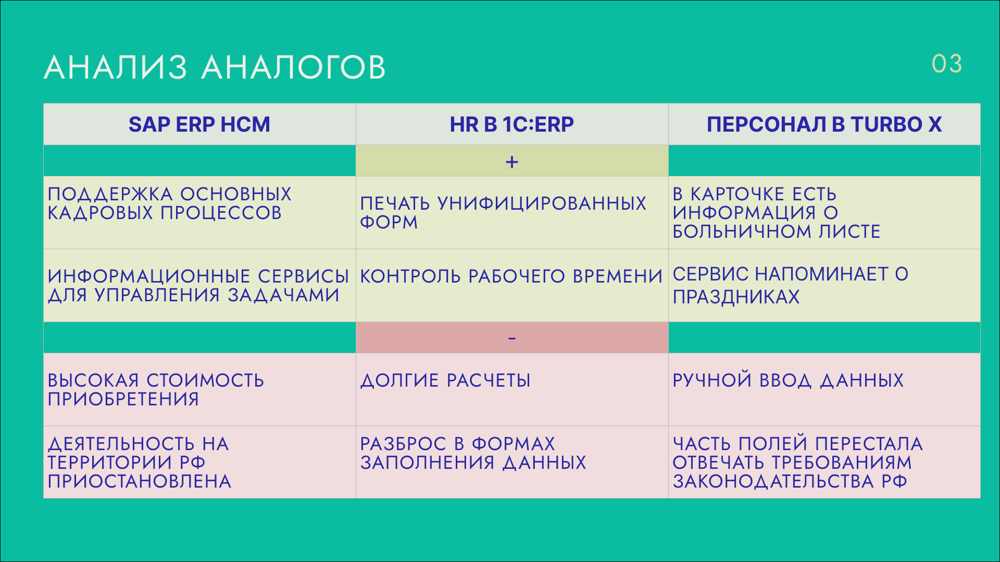 АНАЛИЗ АНАЛОГОВ
03
SAP ERP HCM
HR В 1С:ERP
ПЕРСОНАЛ В TURBO X
+
ПОДДЕРЖКА ОСНОВНЫХ
КАДРОВЫХ ПРОЦЕССОВ
ПЕЧАТЬ УНИФИЦИРОВАННЫХ
ФОРМ
В КАРТОЧКЕ ЕСТЬ
ИНФОРМАЦИЯ О
БОЛЬНИЧНОМ ЛИСТЕ
ИНФОРМАЦИОННЫЕ СЕРВИСЫ
ДЛЯ УПРАВЛЕНИЯ ЗАДАЧАМИ
КОНТРОЛЬ РАБОЧЕГО ВРЕМЕНИ
СЕРВИС НАПОМИНАЕТ О
ПРАЗДНИКАХ
-
ВЫСОКАЯ СТОИМОСТЬ
ПРИОБРЕТЕНИЯ
ДОЛГИЕ РАСЧЕТЫ
РУЧНОЙ ВВОД ДАННЫХ
ДЕЯТЕЛЬНОСТЬ НА
ТЕРРИТОРИИ РФ
ПРИОСТАНОВЛЕНА
РАЗБРОС В ФОРМАХ
ЗАПОЛНЕНИЯ ДАННЫХ
ЧАСТЬ ПОЛЕЙ ПЕРЕСТАЛА
ОТВЕЧАТЬ ТРЕБОВАНИЯМ
ЗАКОНОДАТЕЛЬСТВА РФ